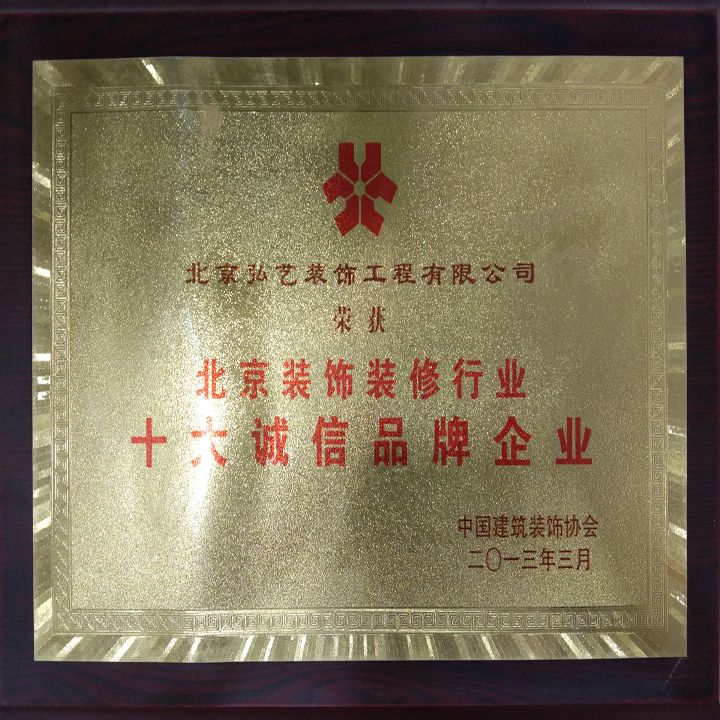 北京弘艺装饰工程有限公司
荣获
北京装饰装修行业
十大诚信品牌企业
中国建筑装饰协会
二〇一三年三月